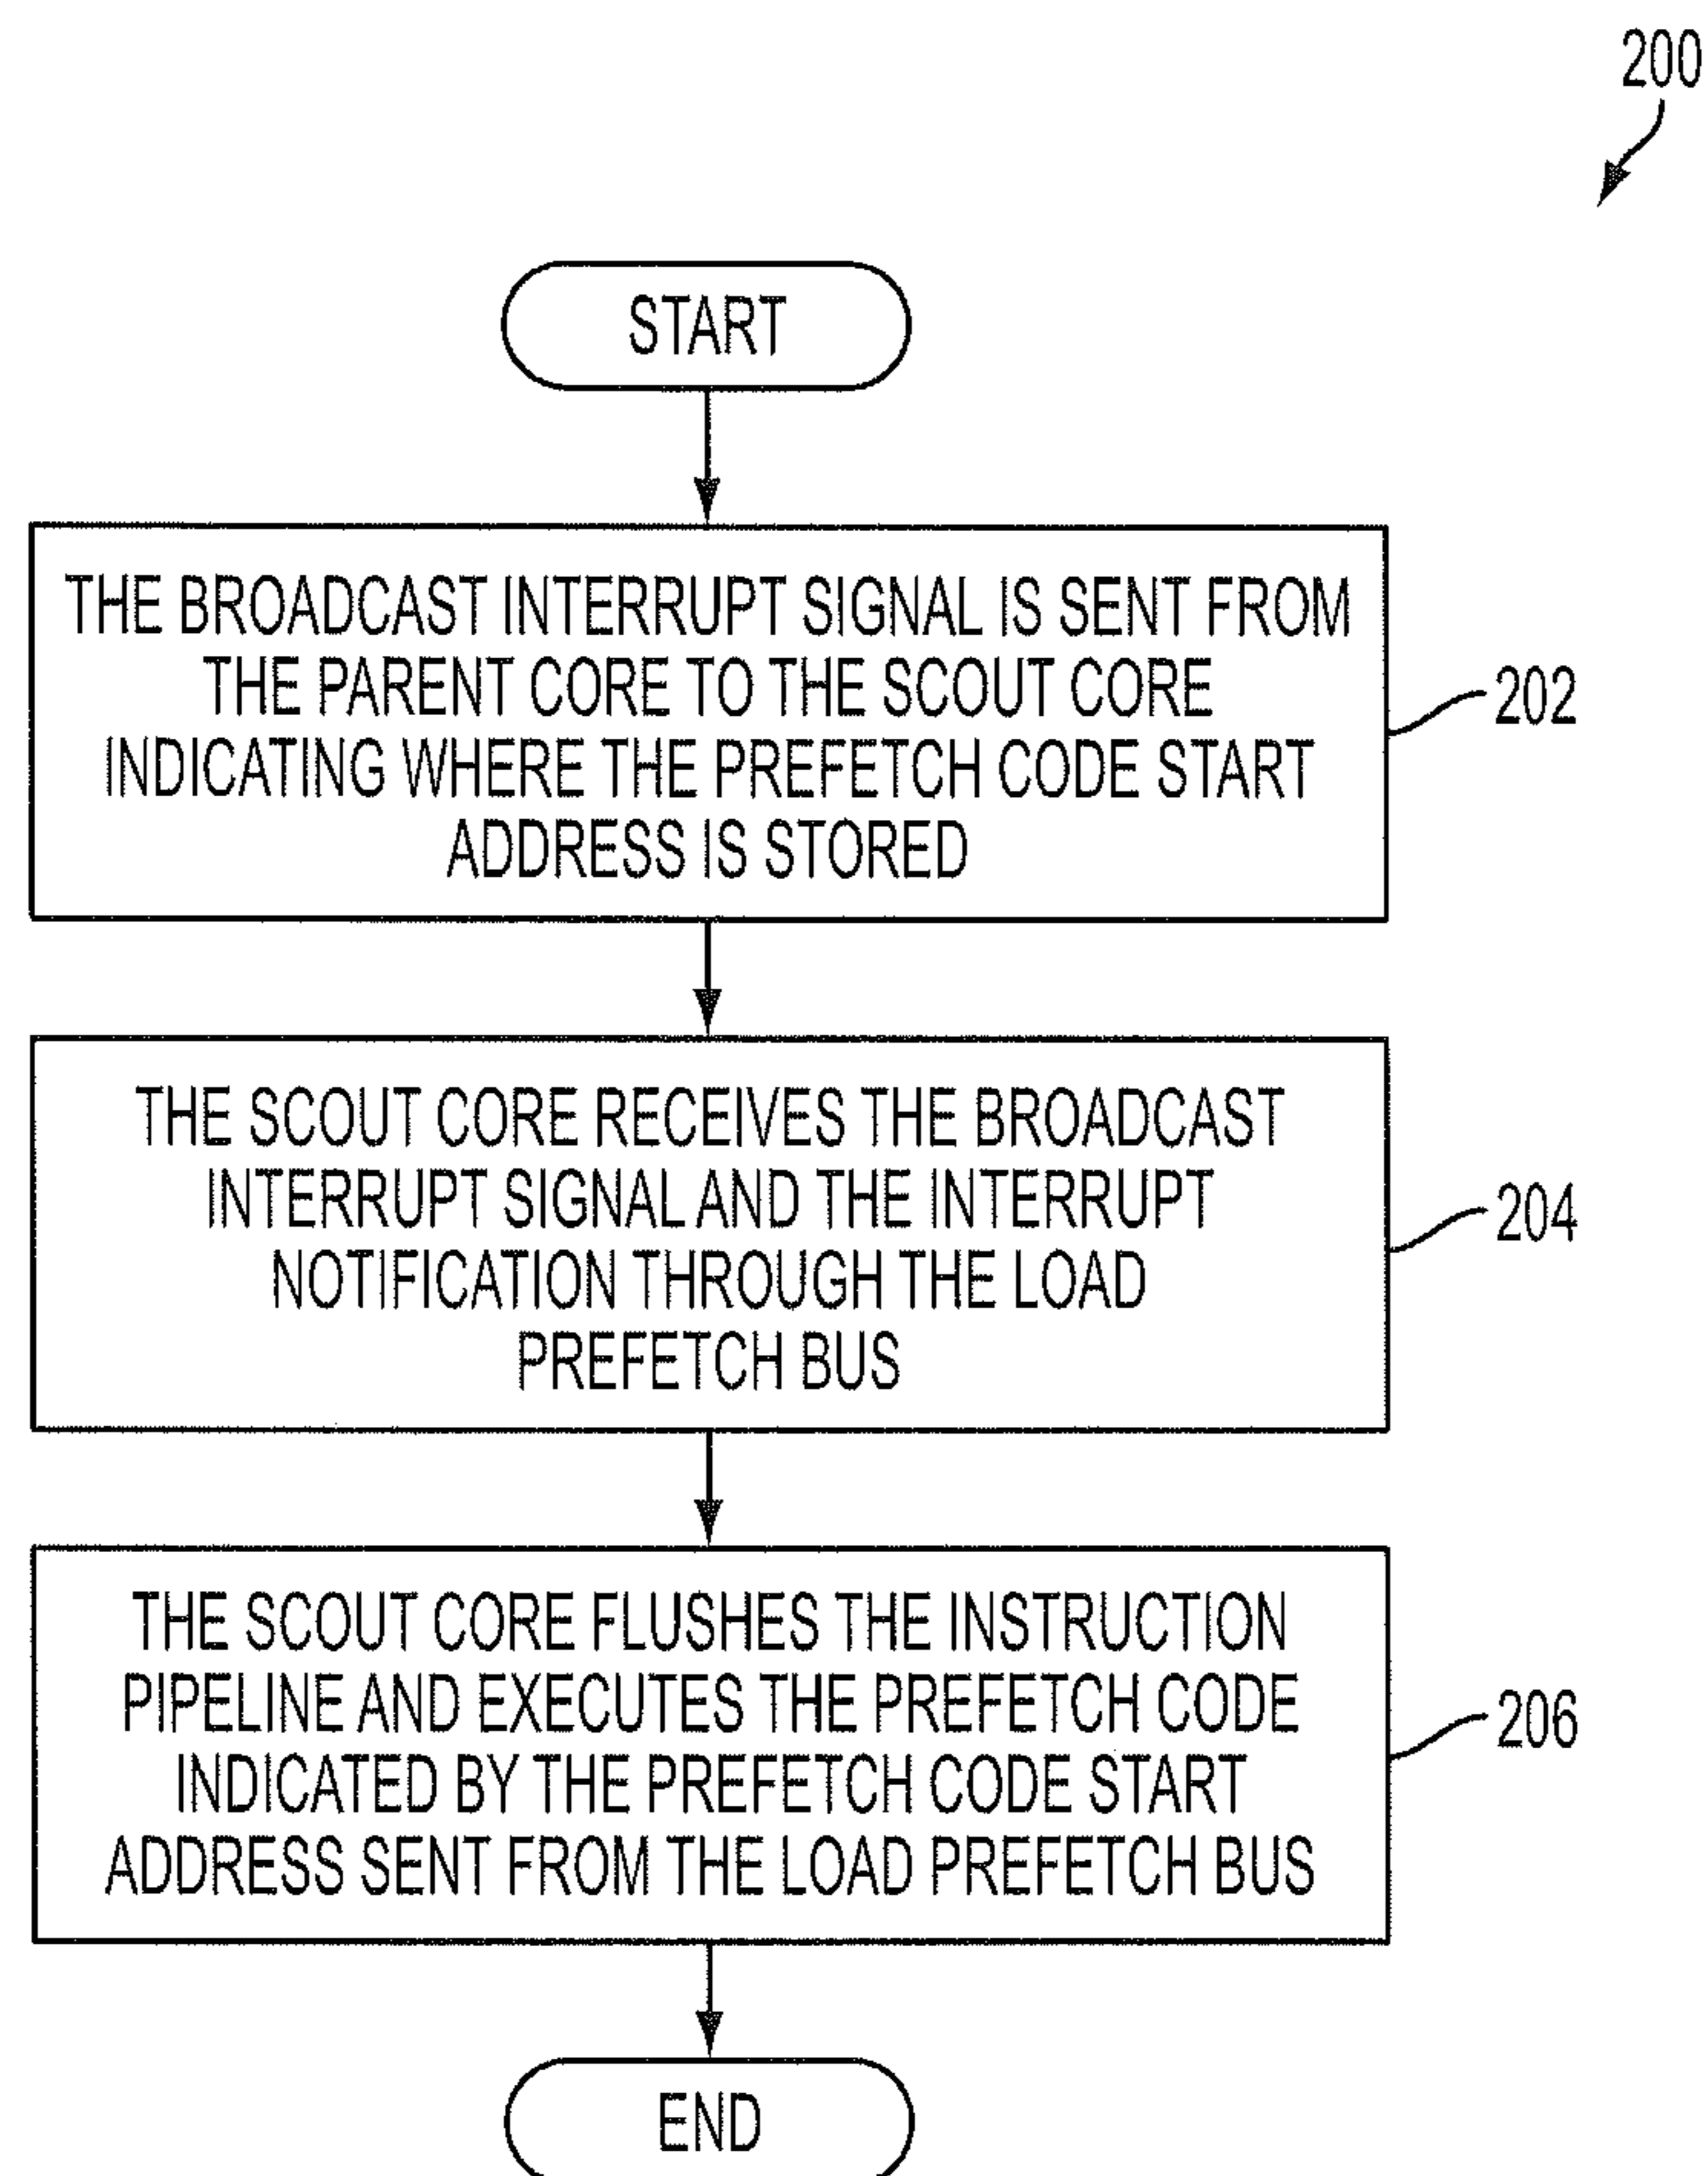 200
START
THE BROADCAST INTERRUPT SIGNAL IS SENT FROM
THE PARENT CORE TO THE SCOUT CORE
INDICATING WHERE THE PREFETCH CODE START
ADDRESS IS STORED
202
THE SCOUT CORE RECEIVES THE BROADCAST
INTERRUPT SIGNAL AND THE INTERRUPT
NOTIFICATION THROUGH THE LOAD
PREFETCH BUS
204
THE SCOUT CORE FLUSHES THE INSTRUCTION
PIPELINE AND EXECUTES THE PREFETCH CODE
INDICATED BY THE PREFETCH CODE START
ADDRESS SENT FROM THE LOAD PREFETCH BUS
206
END